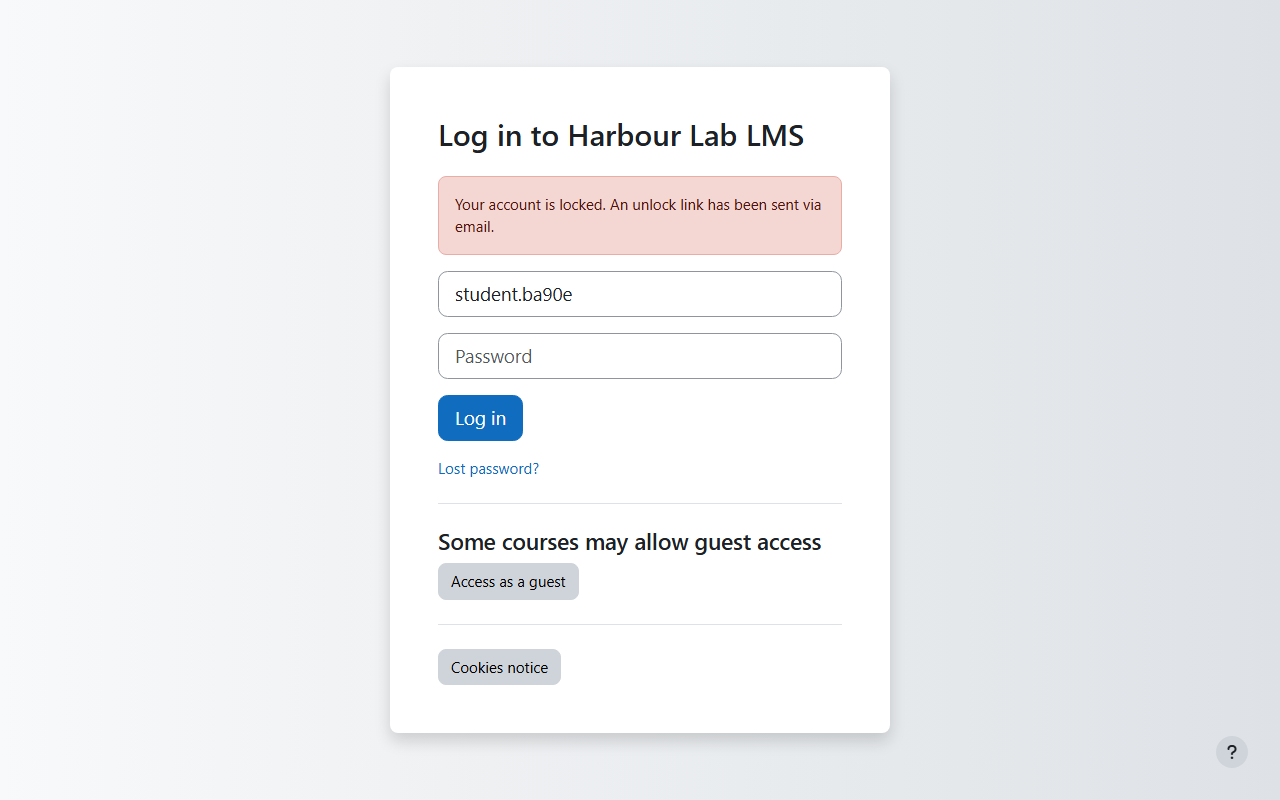 Log in to Harbour Lab LMS
Your account is locked. An unlock link has been sent via
email.
student.ba90e
Password
Log in
Lost password?
Some courses may allow guest access
Access as a guest
Cookies notice
?